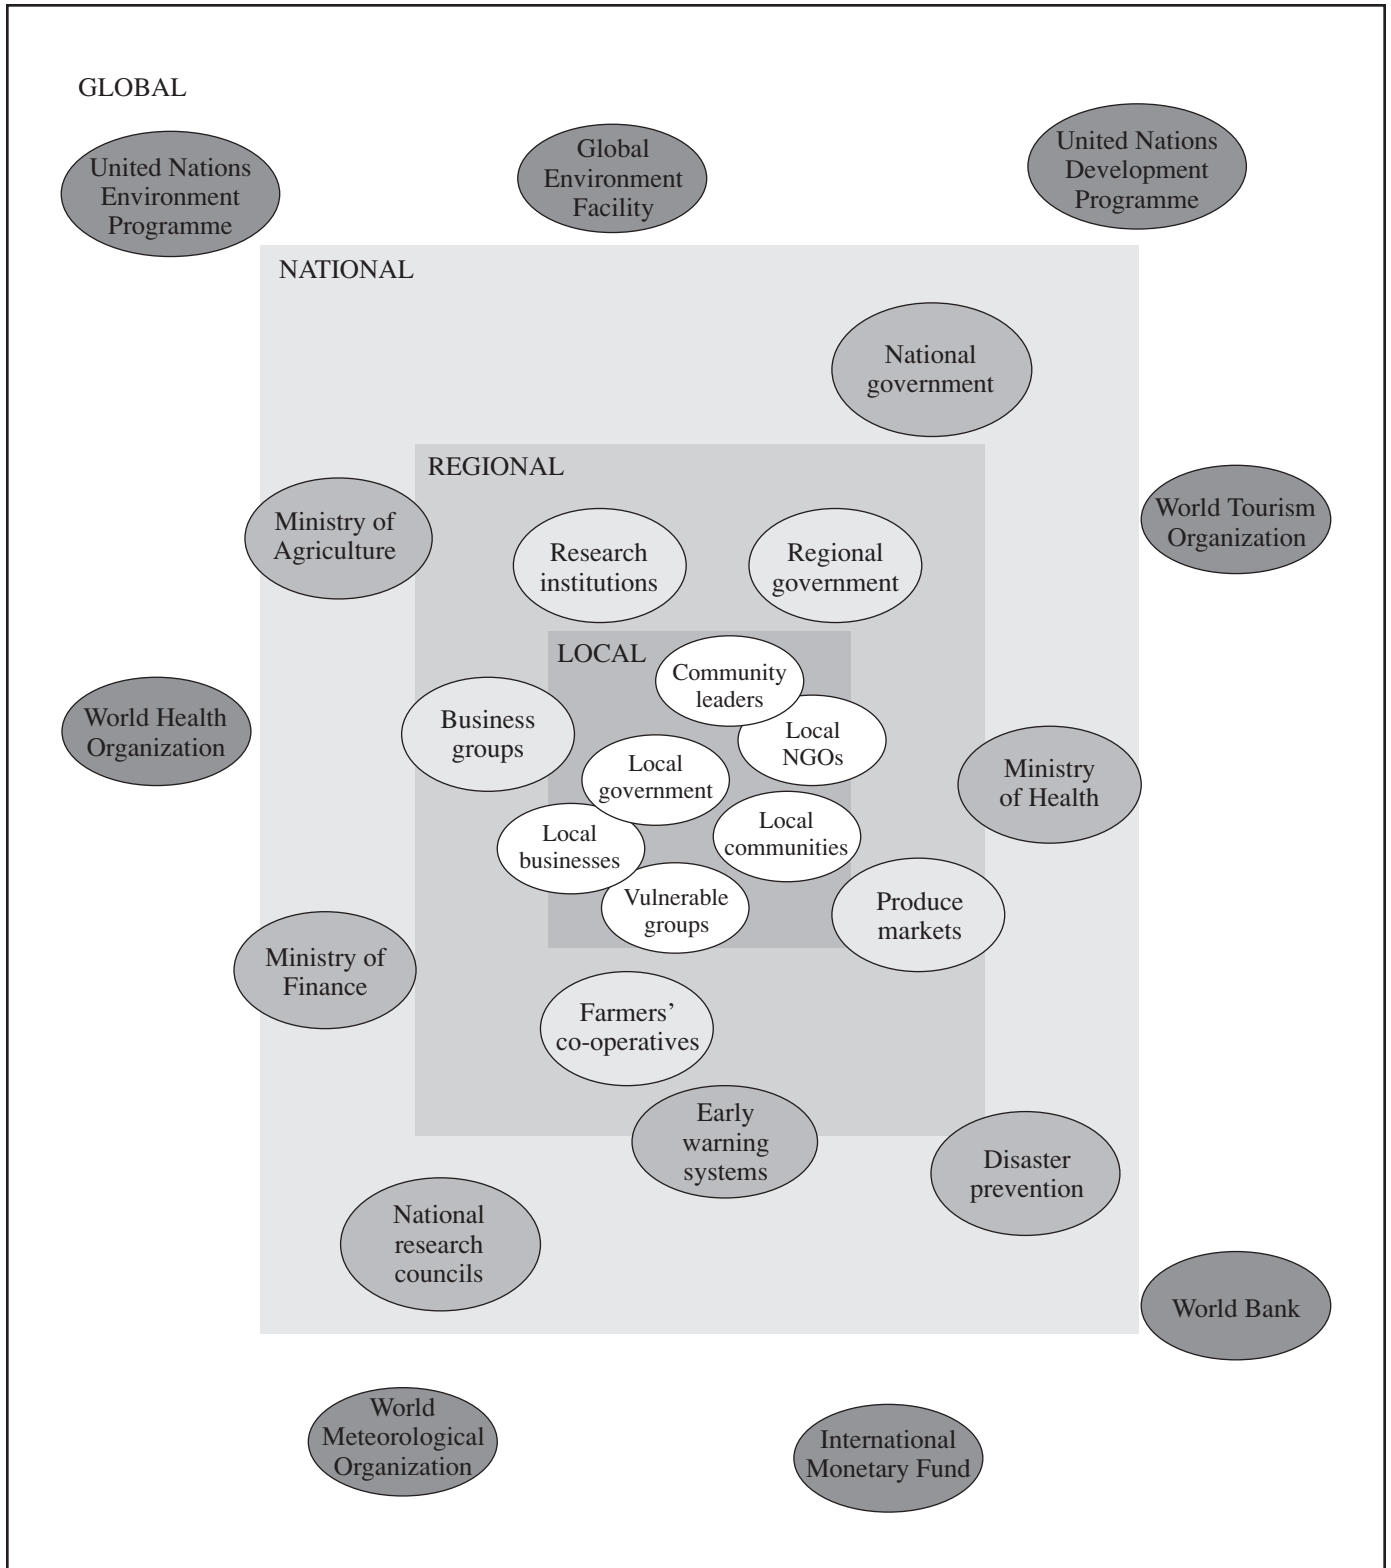 GLOBAL
United Nations
Environment
Programme
Global
Environment
Facility
United Nations
Development
Programme
NATIONAL
National
government
REGIONAL
Ministry of
Agriculture
Research
institutions
Regional
government
World Tourism
Organization
LOCAL
Community
leaders
World Health
Organization
Business
groups
Local
NGOs
Local
government
Ministry
of Health
Local
businesses
Local
communities
Vulnerable
groups
Produce
markets
Ministry of
Finance
Farmers’
co-operatives
Early
warning
systems
Disaster
prevention
National
research
councils
World Bank
World
Meteorological
Organization
International
Monetary Fund